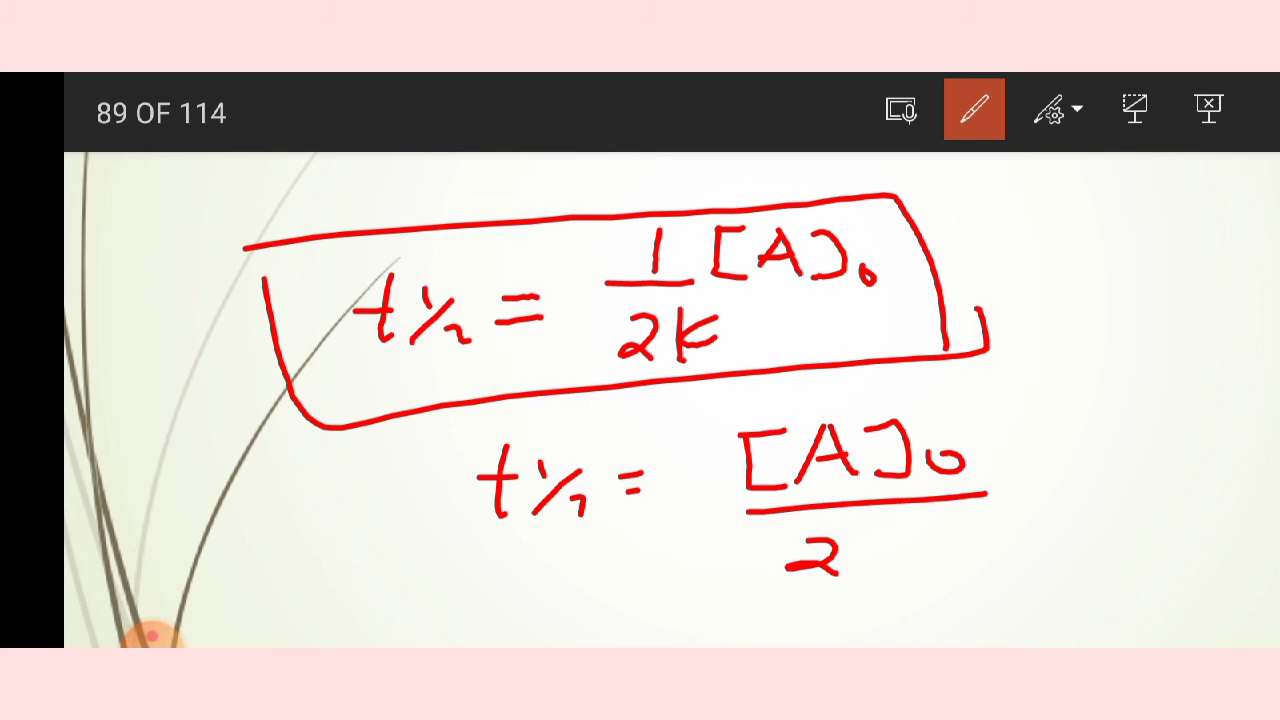 89 OF 114
t½ = 1/2k [A]₀
t½ = [A]₀/2